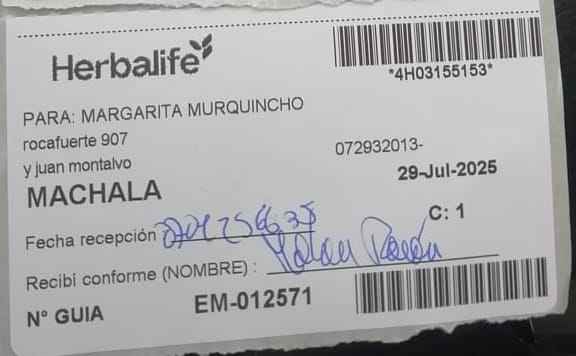 Herbalife
*4H03155153*
PARA: MARGARITA MURQUINCHO
rocafuerte 907
y juan montalvo
072932013-
MACHALA
29-Jul-2025
C: 1
Fecha recepción
Recibi conforme (NOMBRE) :
N° GUIA EM-012571